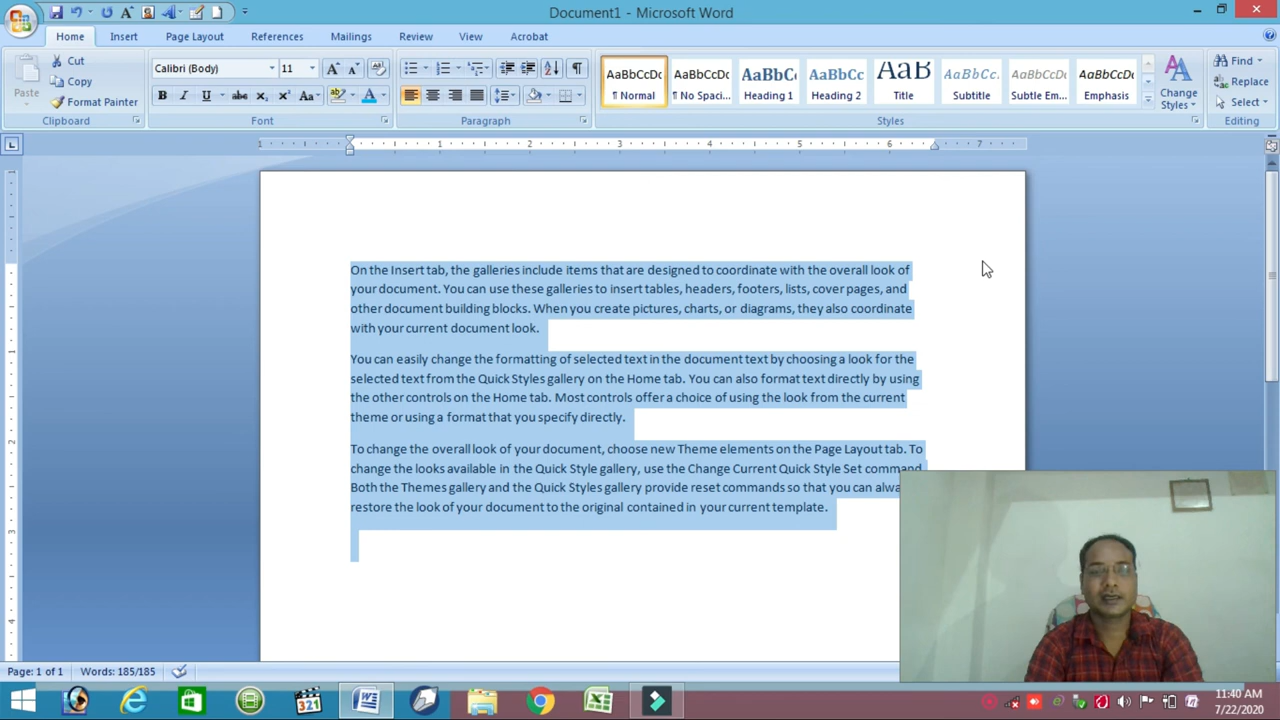 Document1 - Microsoft Word
Home Insert Page Layout References Mailings Review View Acrobat
Paste
Cut
Copy
Format Painter
Clipboard
Calibri (Body) 11
Font
Paragraph
AaBbCcDc AaBbCcDc AaBbC AaBbCc AaB AaBbCc. AaBbCcDc AaBbCcDc
¶ Normal ¶ No Spaci... Heading 1 Heading 2 Title Subtitle Subtle Em... Emphasis
Change Styles
Styles
Find
Replace
Select
Editing
1 1 2 3 4 5 6 7
On the Insert tab, the galleries include items that are designed to coordinate with the overall look of
your document. You can use these galleries to insert tables, headers, footers, lists, cover pages, and
other document building blocks. When you create pictures, charts, or diagrams, they also coordinate
with your current document look.
You can easily change the formatting of selected text in the document text by choosing a look for the
selected text from the Quick Styles gallery on the Home tab. You can also format text directly by using
the other controls on the Home tab. Most controls offer a choice of using the look from the current
theme or using a format that you specify directly.
To change the overall look of your document, choose new Theme elements on the Page Layout tab. To
change the looks available in the Quick Style gallery, use the Change Current Quick Style Set command.
Both the Themes gallery and the Quick Styles gallery provide reset commands so that you can alwa
restore the look of your document to the original contained in your current template.
Page: 1 of 1 Words: 185/185
321
11:40 AM
7/22/2020